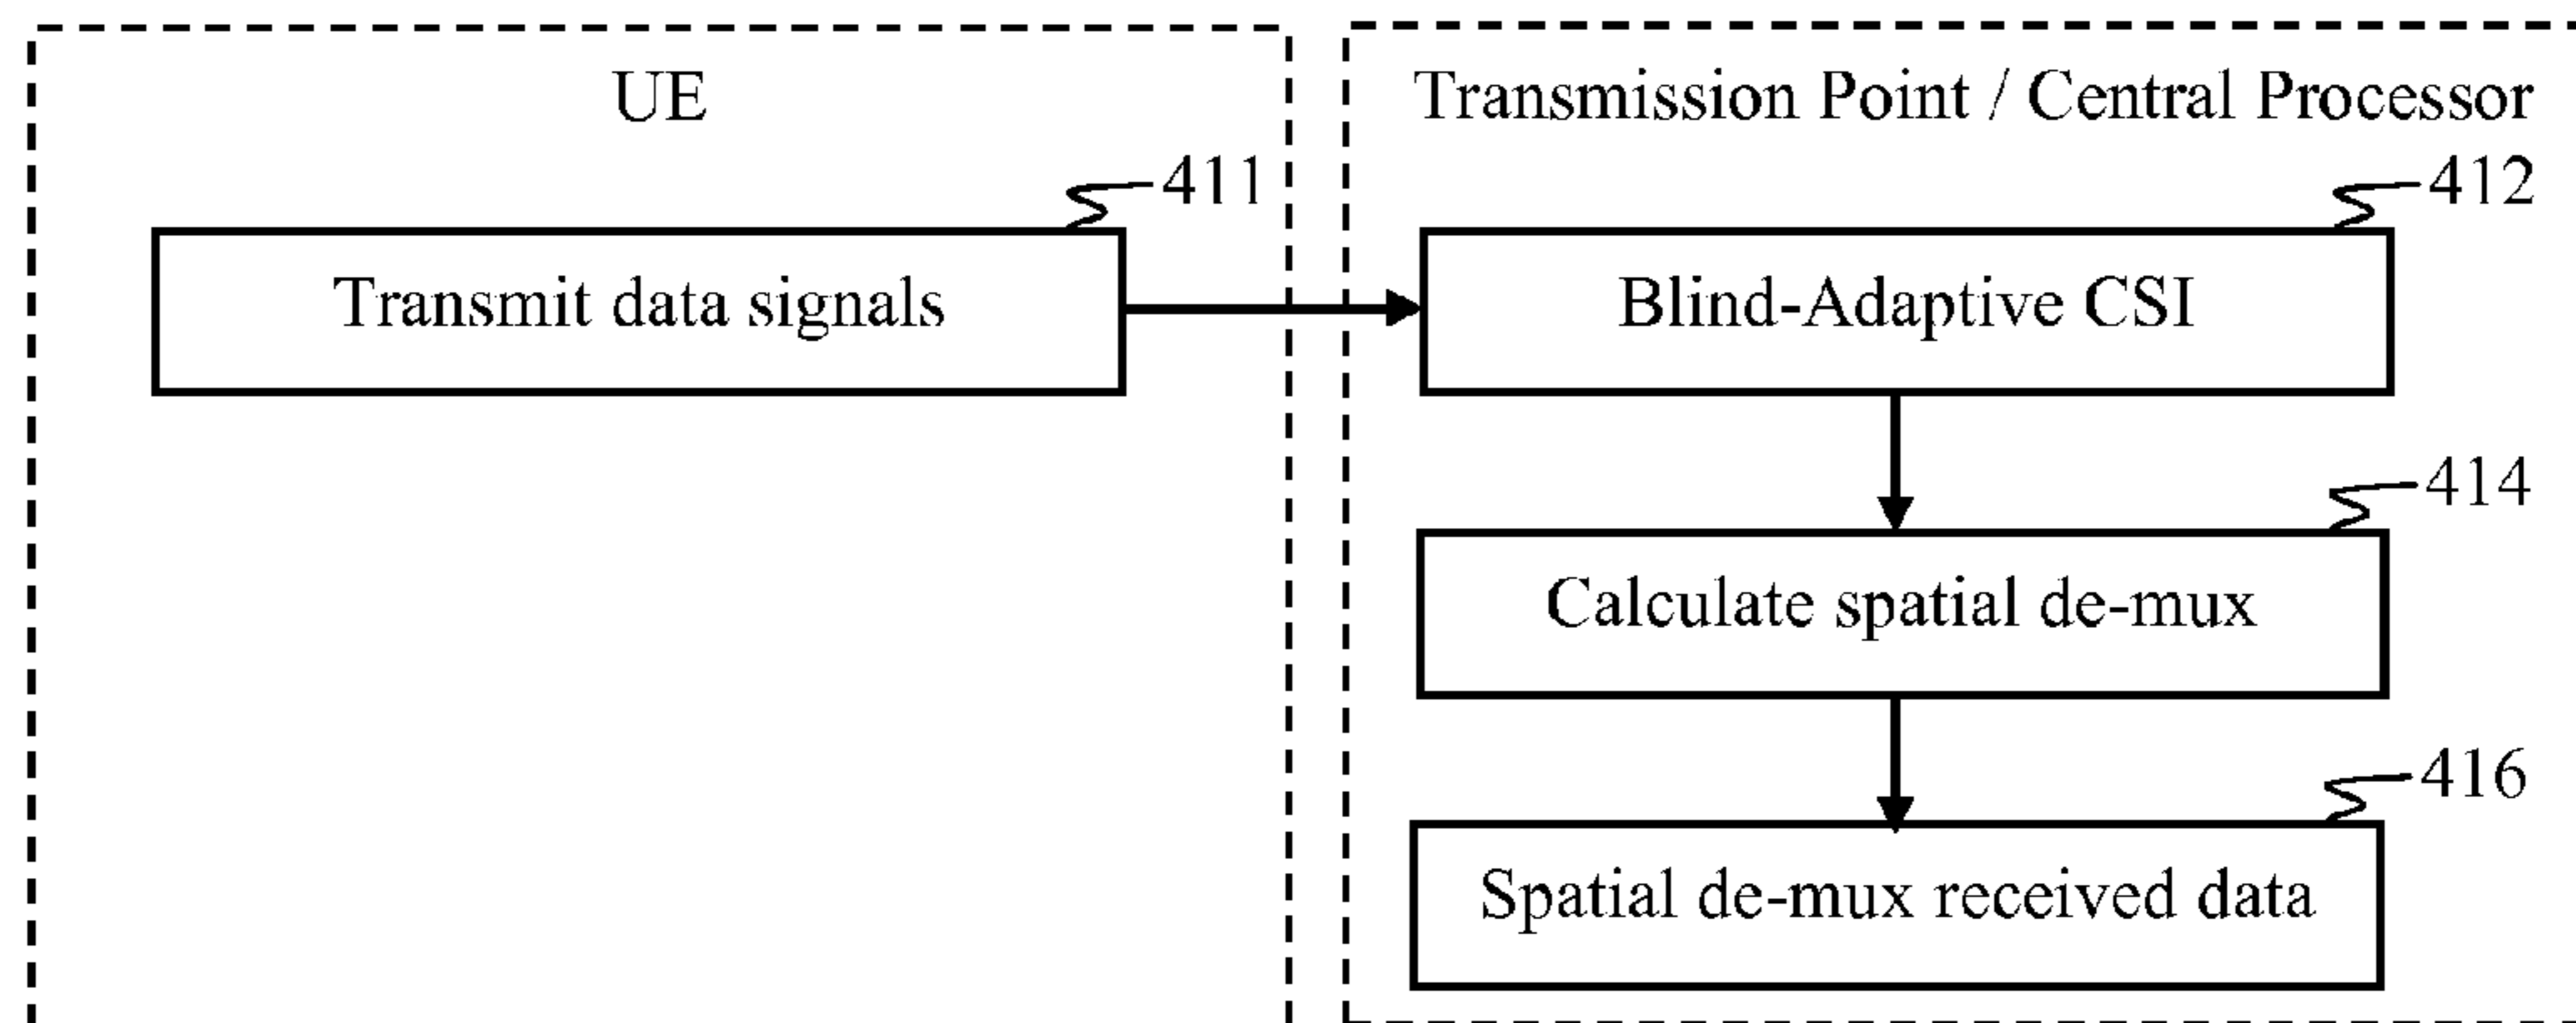 UE
411
Transmit data signals
Transmission Point / Central Processor
412
Blind-Adaptive CSI
414
Calculate spatial de-mux
416
Spatial de-mux received data